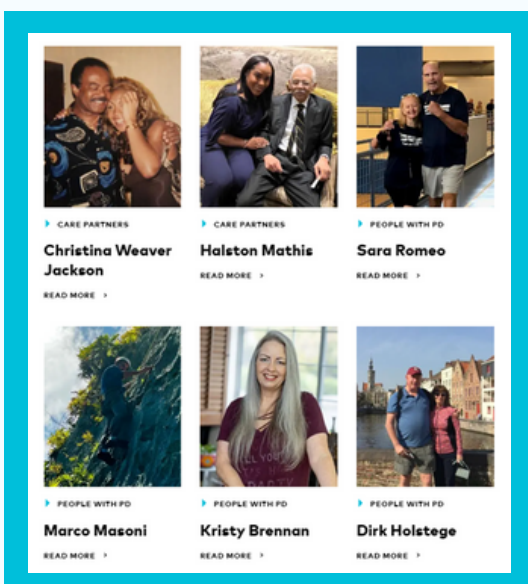 CARE PARTNERS
Christina Weaver
Jackson
READ MORE >
CARE PARTNERS
Halston Mathis
READ MORE >
PEOPLE WITH PD
Sara Romeo
READ MORE >
PEOPLE WITH PD
Marco Masoni
READ MORE >
PEOPLE WITH PD
Kristy Brennan
READ MORE >
PEOPLE WITH PD
Dirk Holstege
READ MORE >